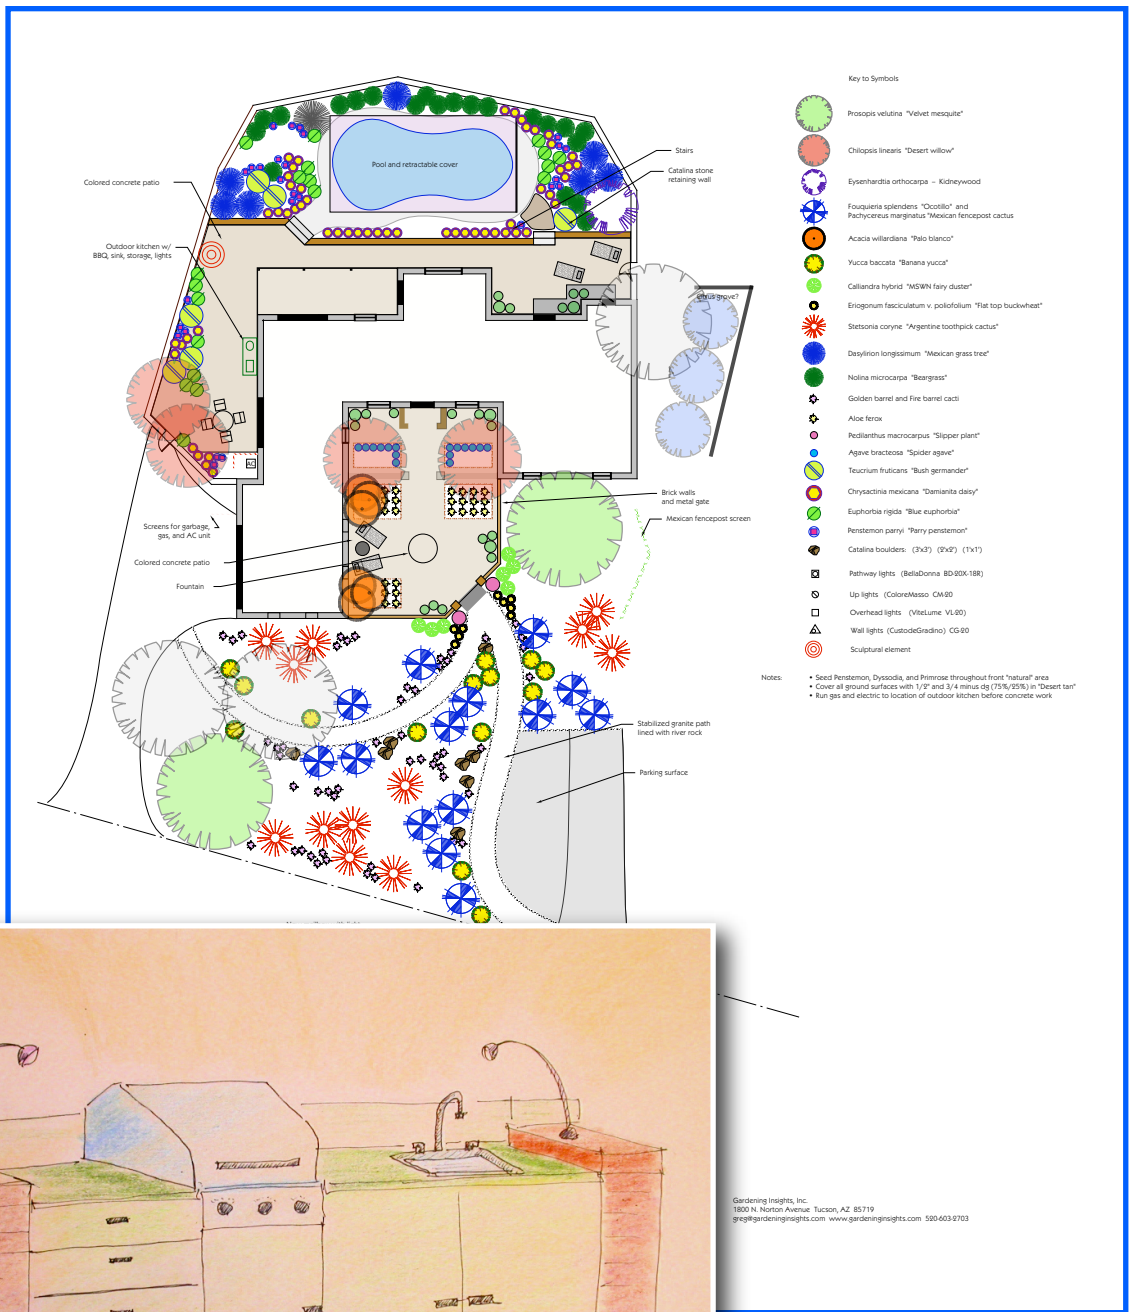 Key to Symbols
Prosopis velutina "Velvet mesquite"
Chilopsis linearis "Desert willow"
Eysenhardtia orthocarpa – Kidneywood
Fouquieria splendens "Ocotillo" and
Pachycereus marginatus "Mexican fencepost cactus
Acacia willardiana "Palo blanco"
Yucca baccata "Banana yucca"
Calliandra hybrid "MSWN fairy duster"
Eriogonum fasciculatum v. poliofolium "Flat top buckwheat"
Stetsonia coryne "Argentine toothpick cactus"
Dasylirion longissimum "Mexican grass tree"
Nolina microcarpa "Beargrass"
Golden barrel and Fire barrel cacti
Aloe ferox
Pedilanthus macrocarpus "Slipper plant"
Agave bracteosa "Spider agave"
Teucrium fruticans "Bush germander"
Chrysactinia mexicana "Damianita daisy"
Euphorbia rigida "Blue euphorbia"
Penstemon parryi "Parry penstemon"
Catalina boulders: (3'x3') (2'x2') (1'x1')
Pathway lights (BellaDonna BD-20X-18R)
Up lights (ColoreMasso CM-20
Overhead lights (ViteLume VL-20)
Wall lights (CustodeGradino) CG-20
Sculptural element
Notes:
• Seed Penstemon, Dyssodia, and Primrose throughout front "natural" area
• Cover all ground surfaces with 1/2" and 3/4 minus dg (75%/25%) in "Desert tan"
• Run gas and electric to location of outdoor kitchen before concrete work
Pool and retractable cover
Stairs
Catalina stone
retaining wall
Colored concrete patio
Outdoor kitchen w/
BBQ, sink, storage, lights
Citrus grove?
AC
Brick walls
and metal gate
Mexican fencepost screen
Screens for garbage,
gas, and AC unit
Colored concrete patio
Fountain
Stabilized granite path
lined with river rock
Parking surface
Gardening Insights, Inc.
1800 N. Norton Avenue Tucson, AZ 85719
greg@gardeninginsights.com www.gardeninginsights.com 520-603-2703